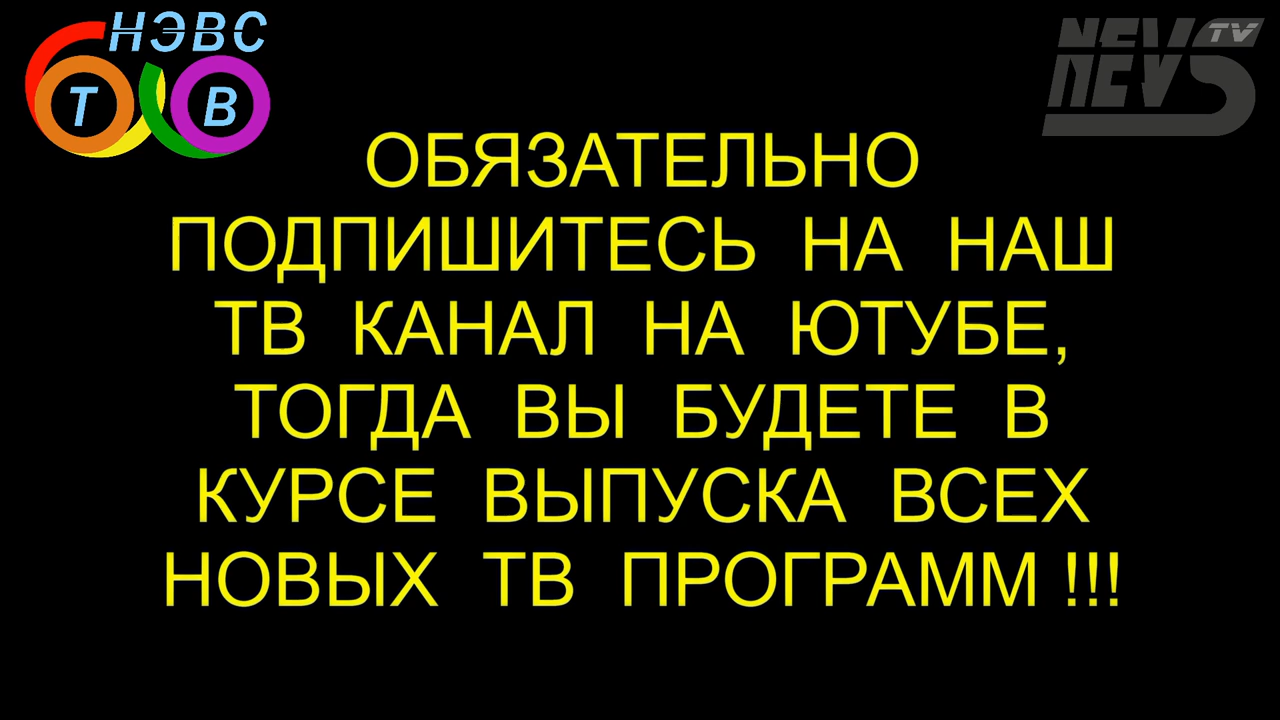 НЭВС
Т В
TV
NEVS
ОБЯЗАТЕЛЬНО
ПОДПИШИТЕСЬ НА НАШ
ТВ КАНАЛ НА ЮТУБЕ,
ТОГДА ВЫ БУДЕТЕ В
КУРСЕ ВЫПУСКА ВСЕХ
НОВЫХ ТВ ПРОГРАММ !!!